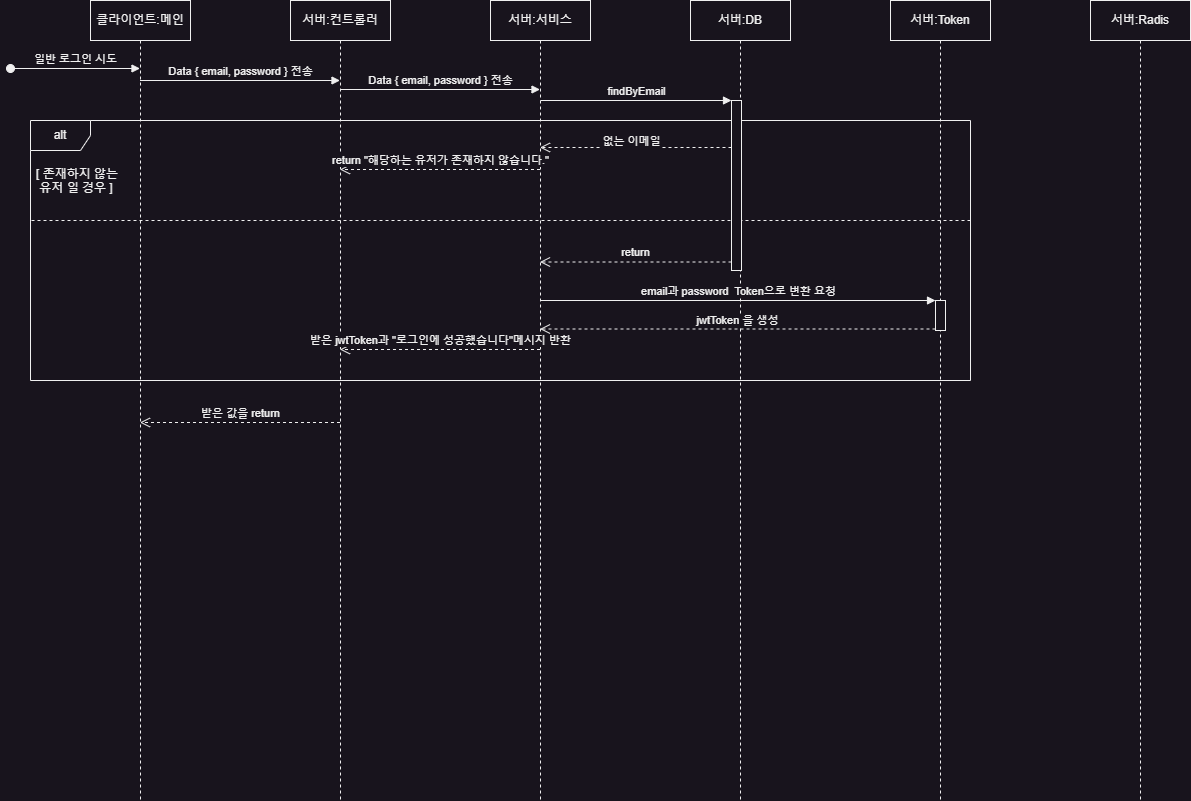 클라이언트:메인
서버:컨트롤러
서버:서비스
서버:DB
서버:Token
서버:Radis
일반 로그인 시도
Data { email, password } 전송
Data { email, password } 전송
findByEmail
alt
없는 이메일
return "해당하는 유저가 존재하지 않습니다."
[ 존재하지 않는
유저 일 경우 ]
return
email과 password Token으로 변환 요청
jwtToken 을 생성
받은 jwtToken과 "로그인에 성공했습니다"메시지 반환
받은 값을 return